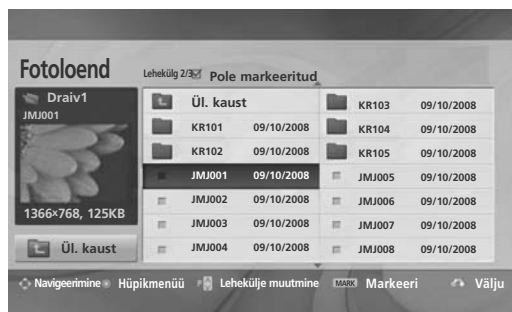 Fotoloend
Lehekülg 2/3 Pole markeeritud
Draiv1
JMJ001
1366×768, 125KB
Ül. kaust
Ül. kaust
KR101 09/10/2008
KR102 09/10/2008
JMJ001 09/10/2008
JMJ002 09/10/2008
JMJ003 09/10/2008
JMJ004 09/10/2008
KR103 09/10/2008
KR104 09/10/2008
KR105 09/10/2008
JMJ005 09/10/2008
JMJ006 09/10/2008
JMJ007 09/10/2008
JMJ008 09/10/2008
Navigeerimine Hüpikmenüü P Lehekülje muutmine MARK Markeeri Välju